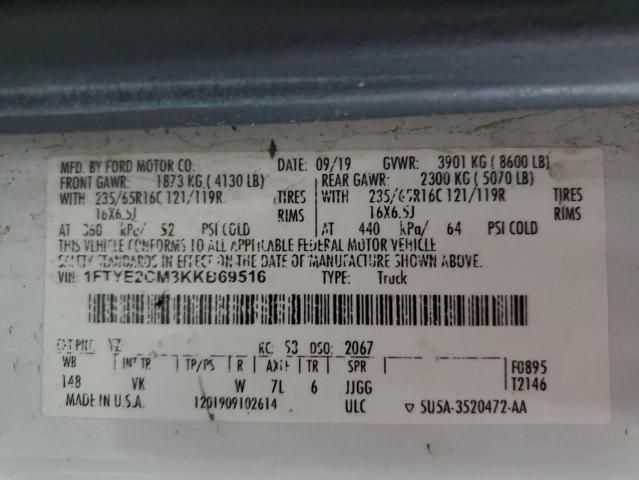 MFD. BY FORD MOTOR CO. DATE: 09/19 GVWR: 3901 KG ( 8600 LB)
FRONT GAWR: 1873 KG ( 4130 LB) REAR GAWR: 2300 KG ( 5070 LB)
WITH 235/65R16C 121/119R TIRES WITH 235/65R16C 121/119R TIRES
16X6.5J RIMS 16X6.5J RIMS
AT 360 kPa/ 52 PSI COLD AT 440 kPa/ 64 PSI COLD
THIS VEHICLE CONFORMS TO ALL APPLICABLE FEDERAL MOTOR VEHICLE
SAFETY STANDARDS IN EFFECT ON THE DATE OF MANUFACTURE SHOWN ABOVE.
VIN: 1FTYE2CM3KKB69516 TYPE: Truck
EXT PNT: YZ RC: 53 DSO: 2067
WB INT TR TP/PS R AXLE TR SPR F0895
148 VK W 7L 6 JJGG T2146
MADE IN U.S.A. 1201909102614 ULC ▽ 5U5A-3520472-AA